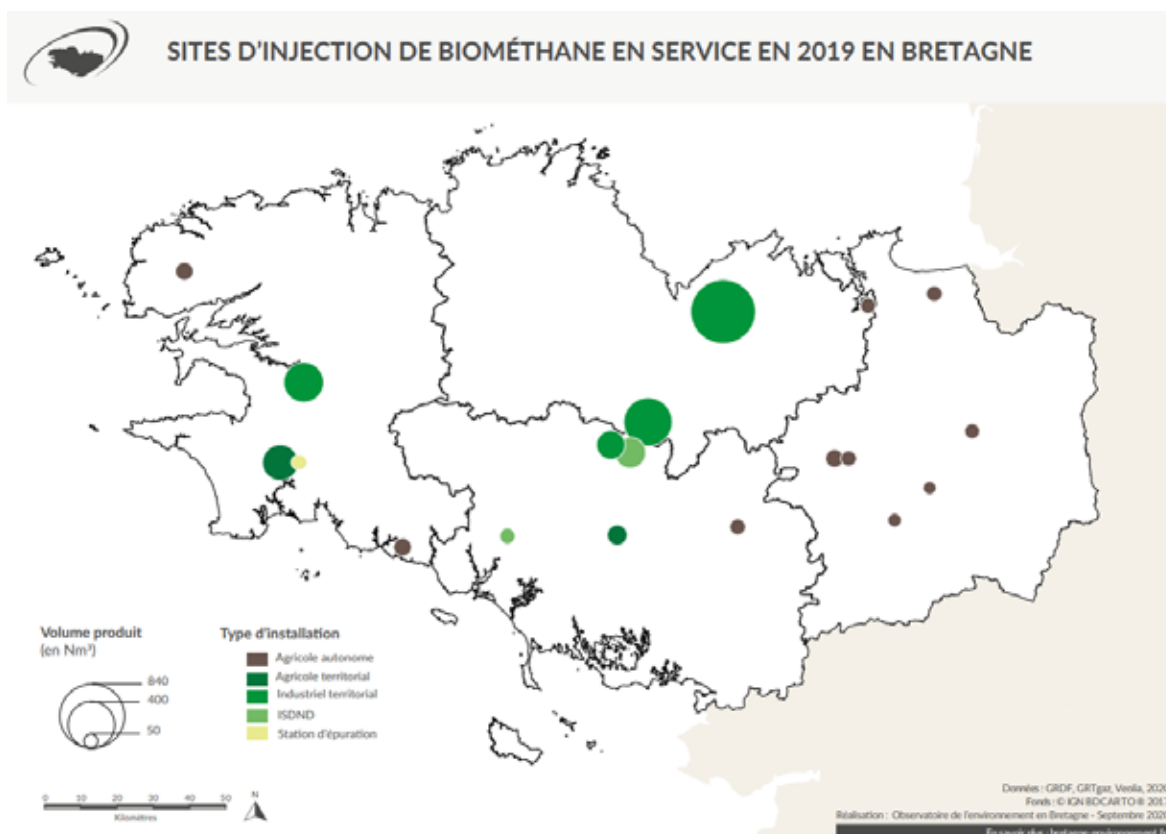 SITES D'INJECTION DE BIOMÉTHANE EN SERVICE EN 2019 EN BRETAGNE
Volume produit
(en Nm³)
840
400
50
Type d'installation
Agricole autonome
Agricole territorial
Industriel territorial
ISDND
Station d'épuration
0 10 20 30 40 50
Kilomètres
N
Données : GRDF, GRTgaz, Veolia, 202
Fonds : © IGN BDCARTO® 2017
Réalisation : Observatoire de l'environnement en Bretagne - Septembre 202